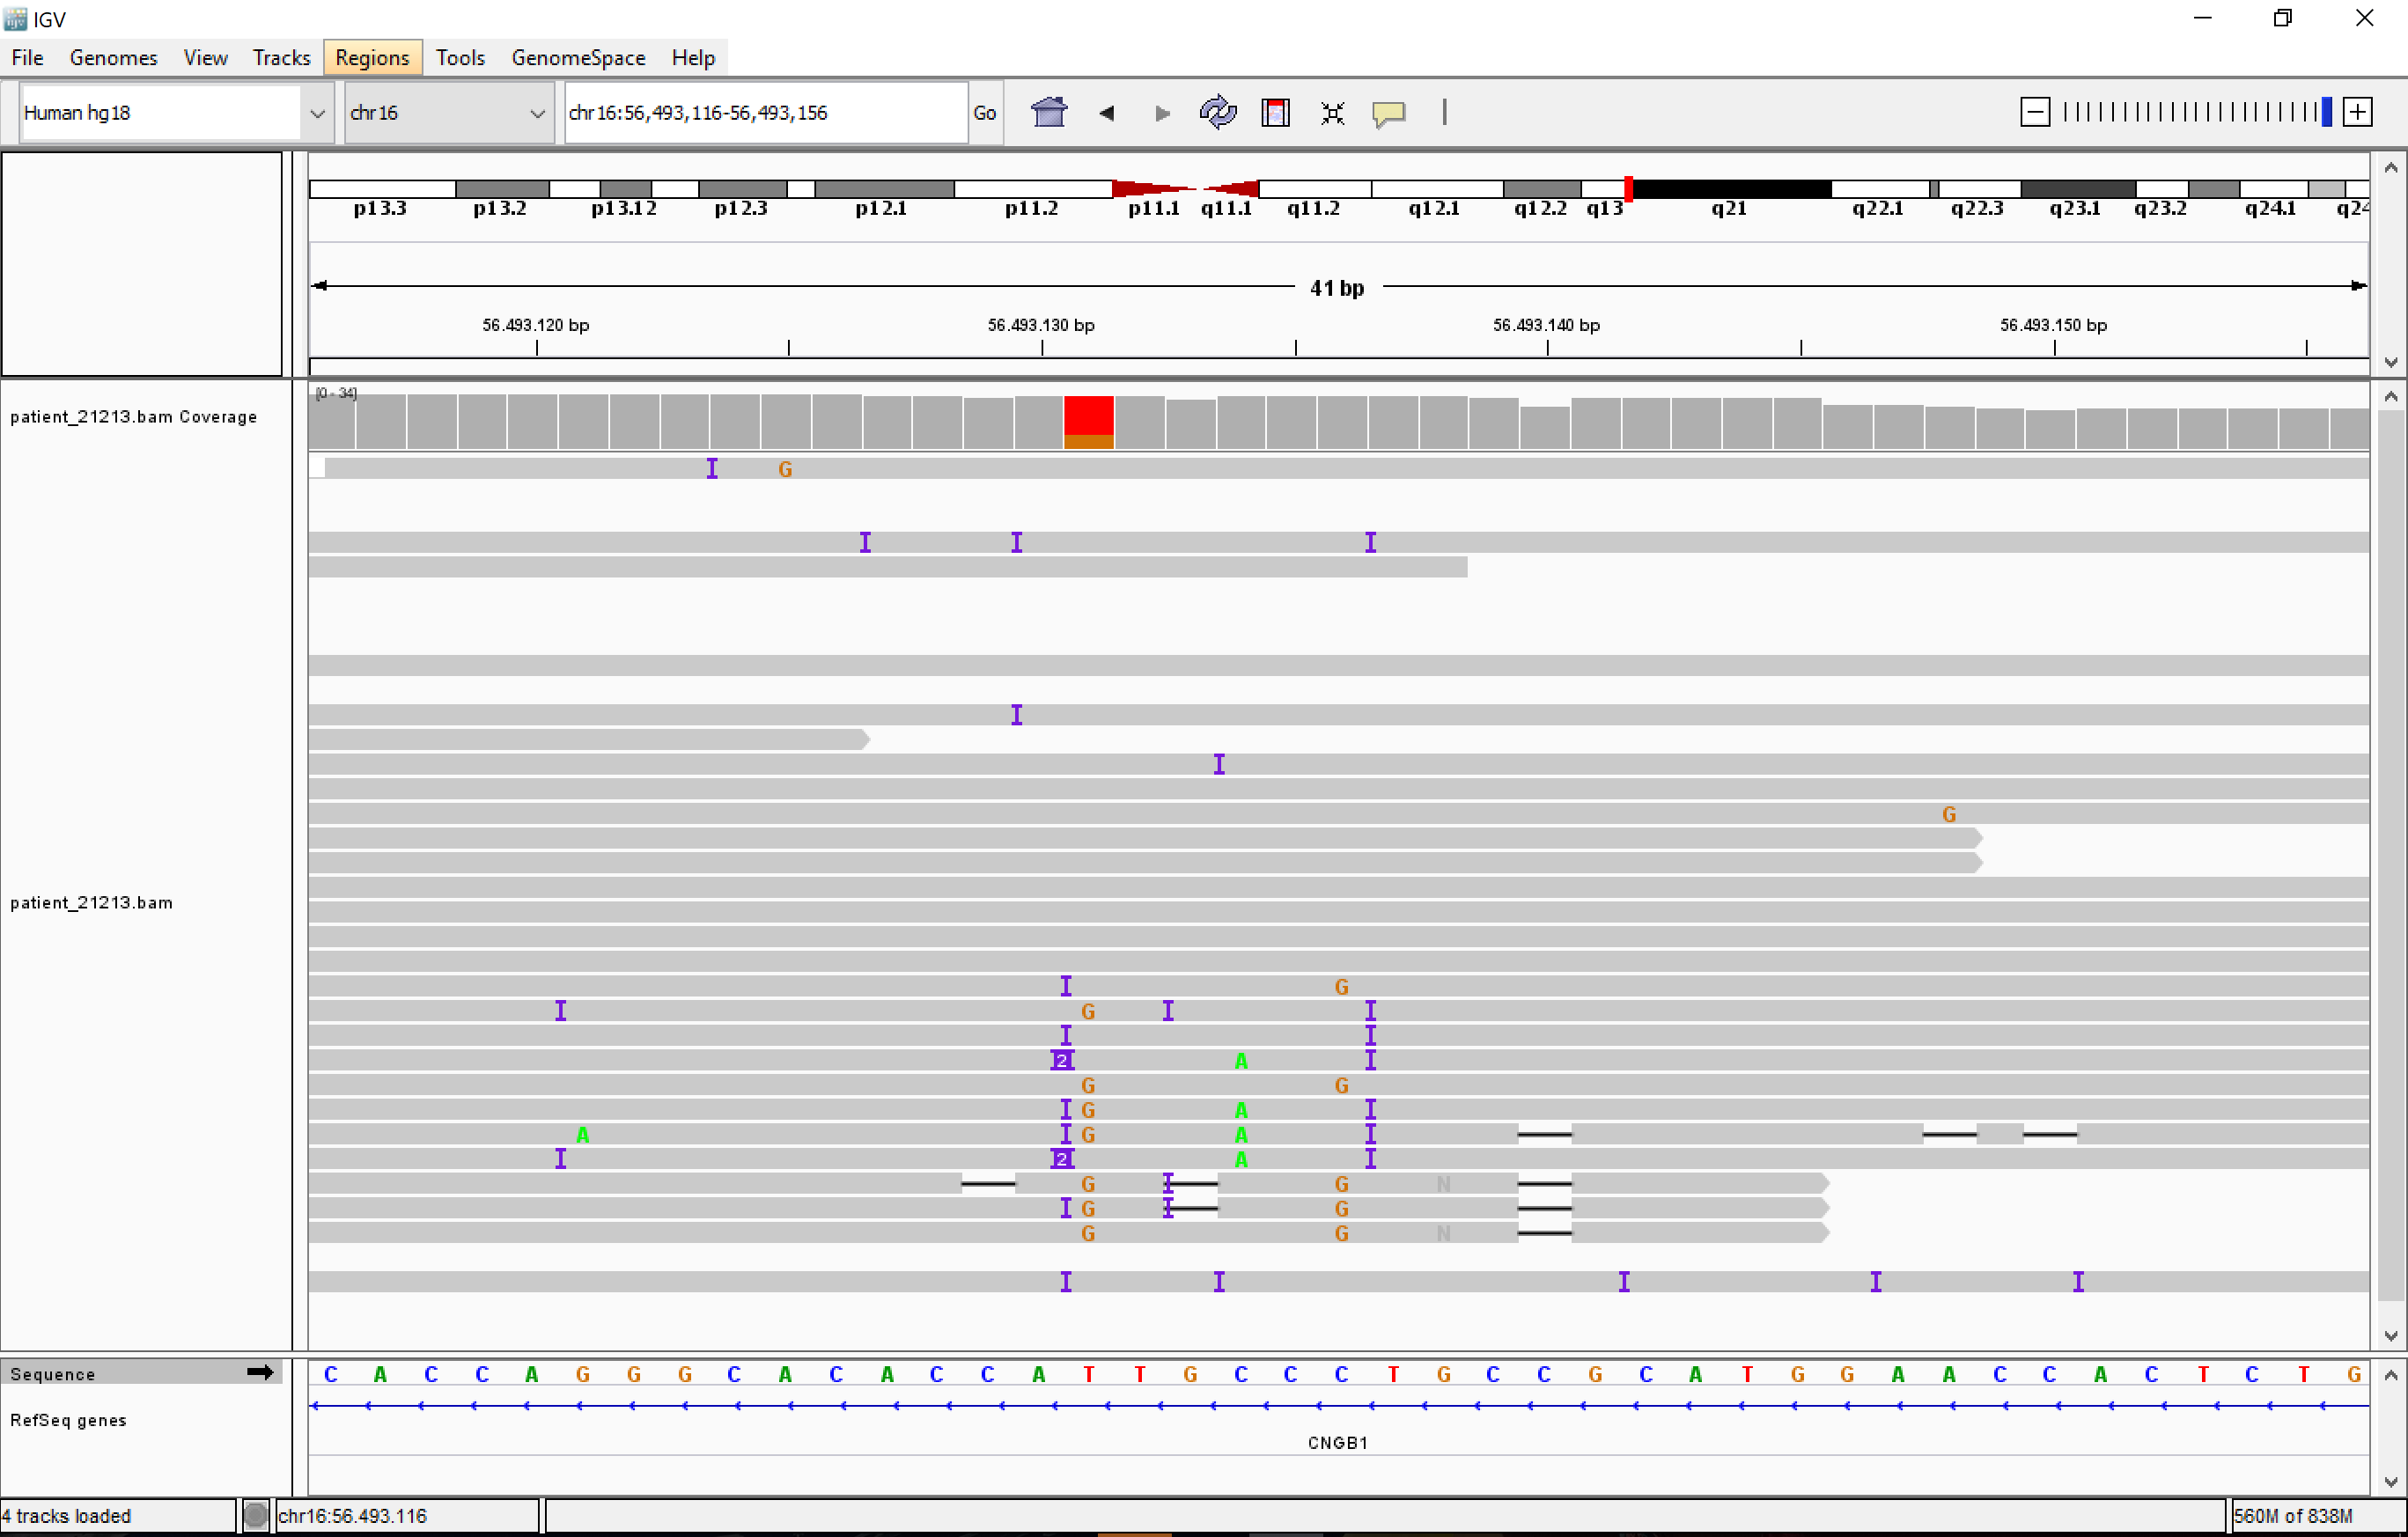 IGV
File Genomes View Tracks Regions Tools GenomeSpace Help
Human hg18 chr16 chr16:56,493,116-56,493,156 Go
p13.3 p13.2 p13.12 p12.3 p12.1 p11.2 p11.1 q11.1 q11.2 q12.1 q12.2 q13 q21 q22.1 q22.3 q23.1 q23.2 q24.1 q24
41 bp
56.493.120 bp 56.493.130 bp 56.493.140 bp 56.493.150 bp
[0 - 34]
patient_21213.bam Coverage
I G
I I I
I
I
G
patient_21213.bam
I G
I G I I
I I
2 A I
G G
I G A I
A I G A I
I 2 A I
G I G N
I G I G
G G N
I I I I I
Sequence C A C C A G G G C A C A C C A T T G C C C T G C C G C A T G G A A C C A C T C T G
RefSeq genes
CNGB1
4 tracks loaded chr16:56.493.116 560M of 838M